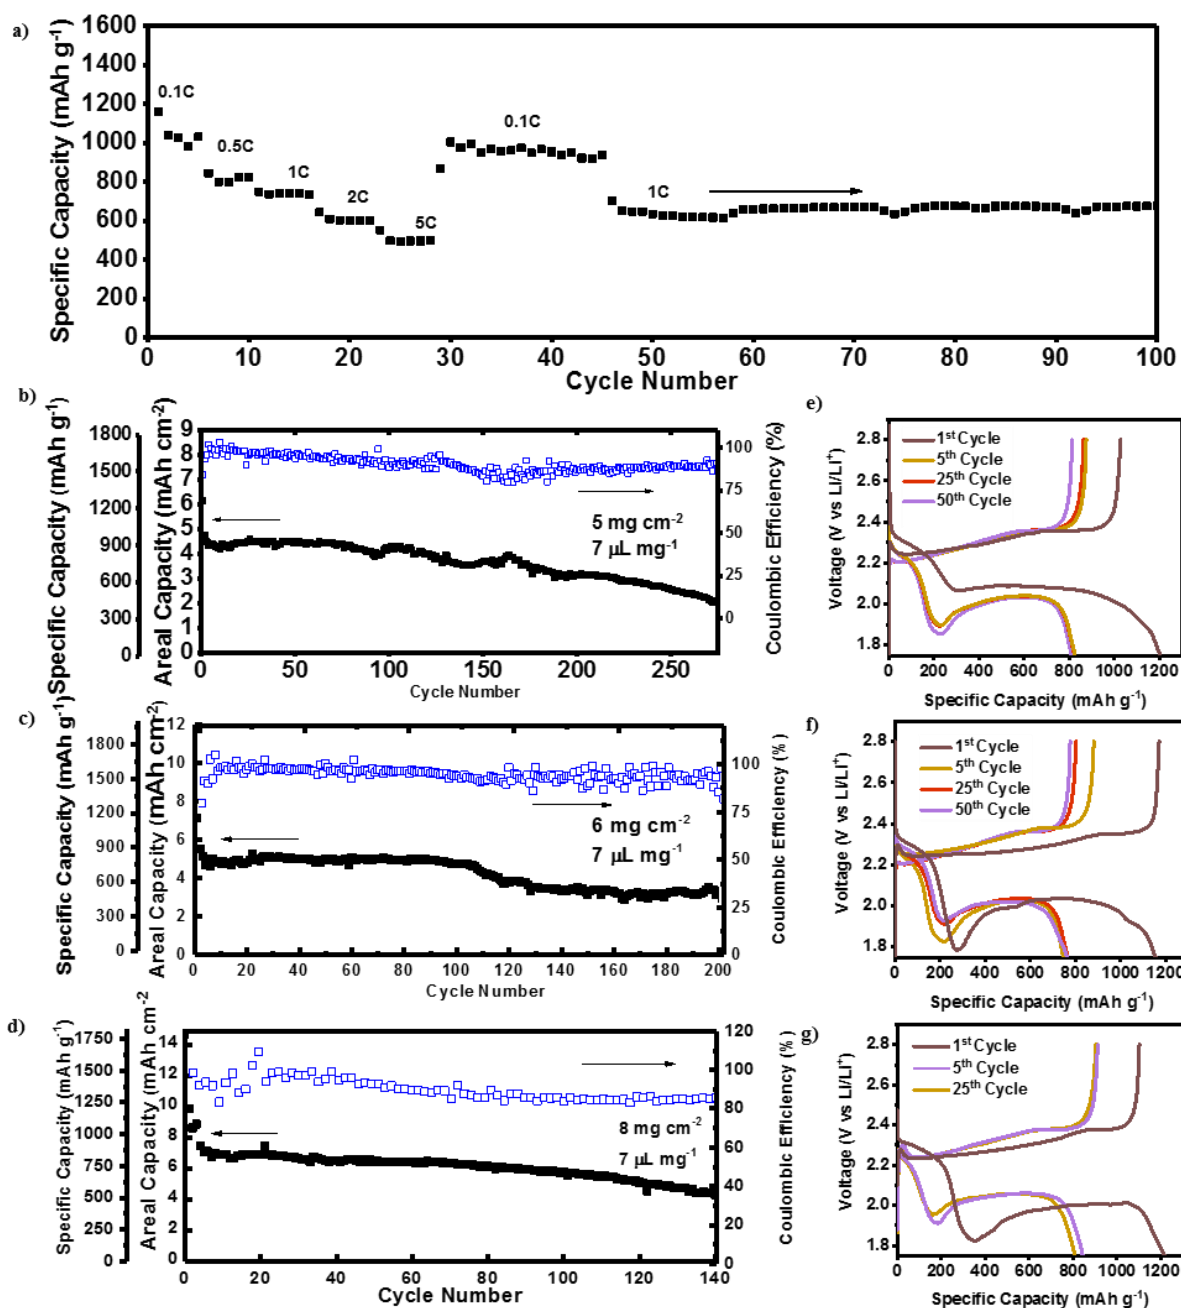 a)
Specific Capacity (mAh g-1)
1600
1400
1200
1000
800
600
400
200
0
0.1C
0.5C
1C
2C
5C
0.1C
1C
0 10 20 30 40 50 60 70 80 90 100
Cycle Number
b)
Specific Capacity (mAh g-1)
1800
1500
1200
900
600
300
0
Areal Capacity (mAh cm-2)
9
8
7
6
5
4
3
2
1
0
5 mg cm-2
7 µL mg-1
100
75
50
25
0
Coulombic Efficiency (%)
0 50 100 150 200 250
Cycle Number
e)
Voltage (V vs Li/Li+)
2.8
2.4
2.0
1.8
1st Cycle
5th Cycle
25th Cycle
50th Cycle
0 200 400 600 800 1000 1200
Specific Capacity (mAh g-1)
c)
Specific Capacity (mAh g-1)
1800
1500
1200
900
600
300
0
Areal Capacity (mAh cm-2)
12
10
8
6
4
2
0
6 mg cm-2
7 µL mg-1
100
80
50
30
0
Coulombic Efficiency (%)
0 20 40 60 80 100 120 140 160 180 200
Cycle Number
f)
Voltage (V vs Li/Li+)
2.8
2.4
2.2
2.0
1.8
1st Cycle
5th Cycle
25th Cycle
50th Cycle
0 200 400 600 800 1000 1200
Specific Capacity (mAh g-1)
d)
Specific Capacity (mAh g-1)
1750
1500
1250
1000
750
500
250
0
Areal Capacity (mAh cm-2
14
12
10
8
6
4
2
0
8 mg cm-2
7 µL mg-1
120
100
80
60
40
20
0
Coulombic Efficiency (%
0 20 40 60 80 100 120 140
Cycle Number
g)
Voltage (V vs Li/Li+)
2.8
2.6
2.4
2.2
2.0
1.8
1st Cycle
5th Cycle
25th Cycle
0 200 400 600 800 1000 1200
Specific Capacity (mAh g-1)